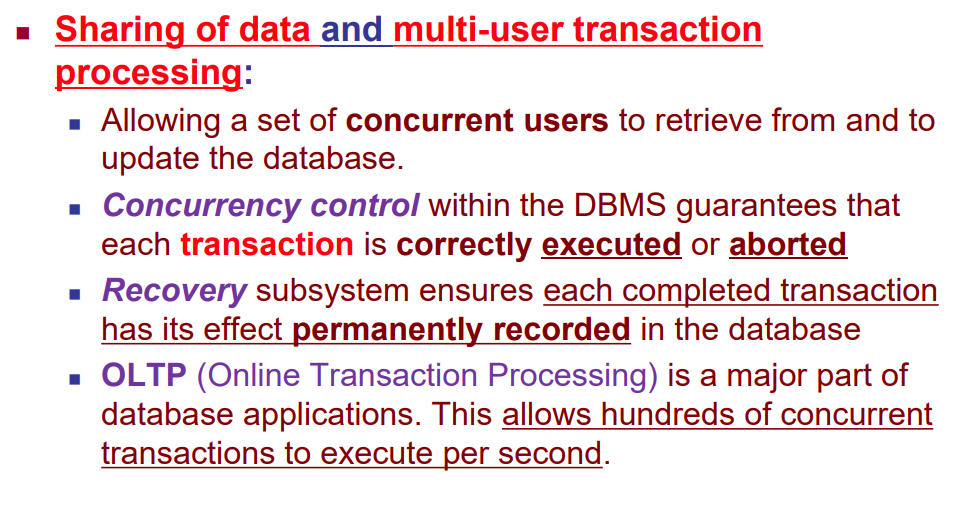 Sharing of data and multi-user transaction
processing:
Allowing a set of concurrent users to retrieve from and to
update the database.
Concurrency control within the DBMS guarantees that
each transaction is correctly executed or aborted
Recovery subsystem ensures each completed transaction
has its effect permanently recorded in the database
OLTP (Online Transaction Processing) is a major part of
database applications. This allows hundreds of concurrent
transactions to execute per second.